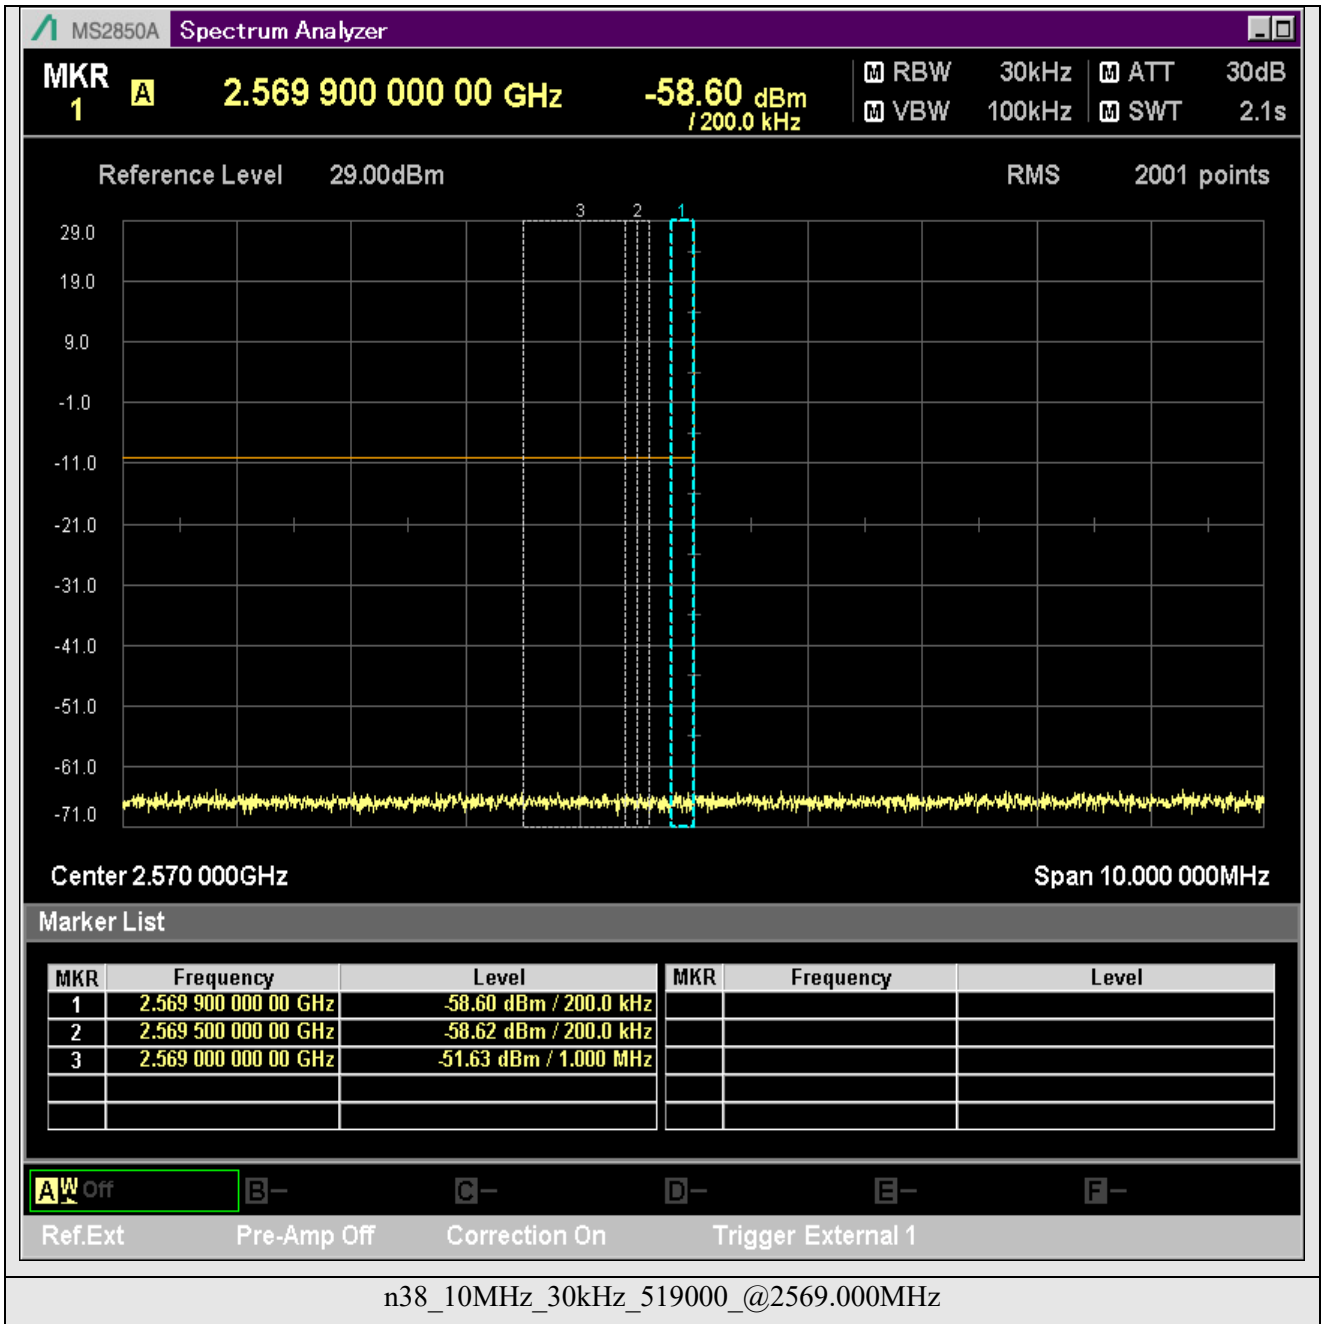 MS2850A Spectrum Analyzer
MKR 1 A 2.569 900 000 00 GHz -58.60 dBm / 200.0 kHz
M RBW 30kHz M ATT 30dB
M VBW 100kHz M SWT 2.1s
Reference Level 29.00dBm RMS 2001 points
3 2 1
29.0
19.0
9.0
-1.0
-11.0
-21.0
-31.0
-41.0
-51.0
-61.0
-71.0
Center 2.570 000GHz Span 10.000 000MHz
Marker List
MKR Frequency Level MKR Frequency Level
1 2.569 900 000 00 GHz -58.60 dBm / 200.0 kHz
2 2.569 500 000 00 GHz -58.62 dBm / 200.0 kHz
3 2.569 000 000 00 GHz -51.63 dBm / 1.000 MHz
A W Off B- C- D- E- F-
Ref.Ext Pre-Amp Off Correction On Trigger External 1
n38_10MHz_30kHz_519000_@2569.000MHz